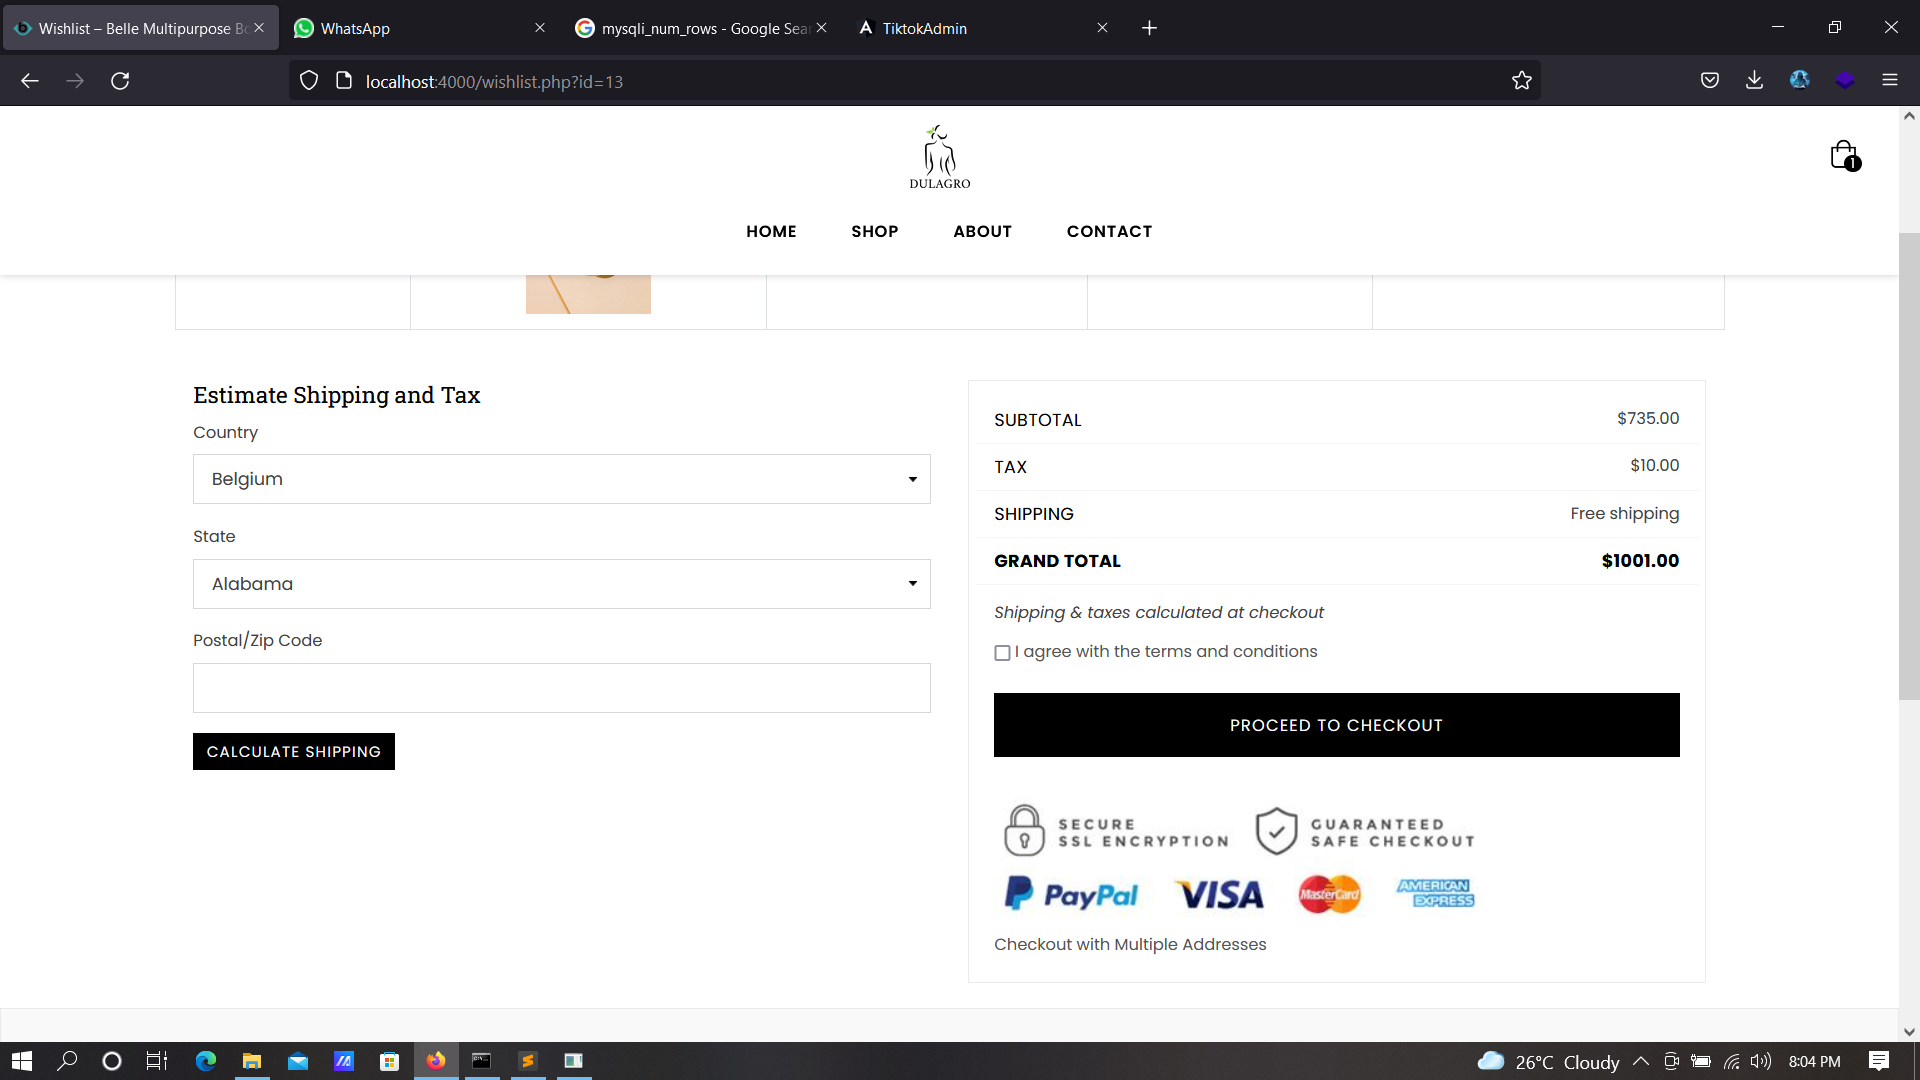 Wishlist – Belle Multipurpose Bo
WhatsApp
mysqli_num_rows - Google Sear
TiktokAdmin
localhost:4000/wishlist.php?id=13
DULAGRO
1
HOME SHOP ABOUT CONTACT
Estimate Shipping and Tax
Country
Belgium
State
Alabama
Postal/Zip Code
CALCULATE SHIPPING
SUBTOTAL $735.00
TAX $10.00
SHIPPING Free shipping
GRAND TOTAL $1001.00
Shipping & taxes calculated at checkout
I agree with the terms and conditions
PROCEED TO CHECKOUT
SECURE
SSL ENCRYPTION
GUARANTEED
SAFE CHECKOUT
PayPal VISA MasterCard AMERICAN
EXPRESS
Checkout with Multiple Addresses
26°C Cloudy 8:04 PM